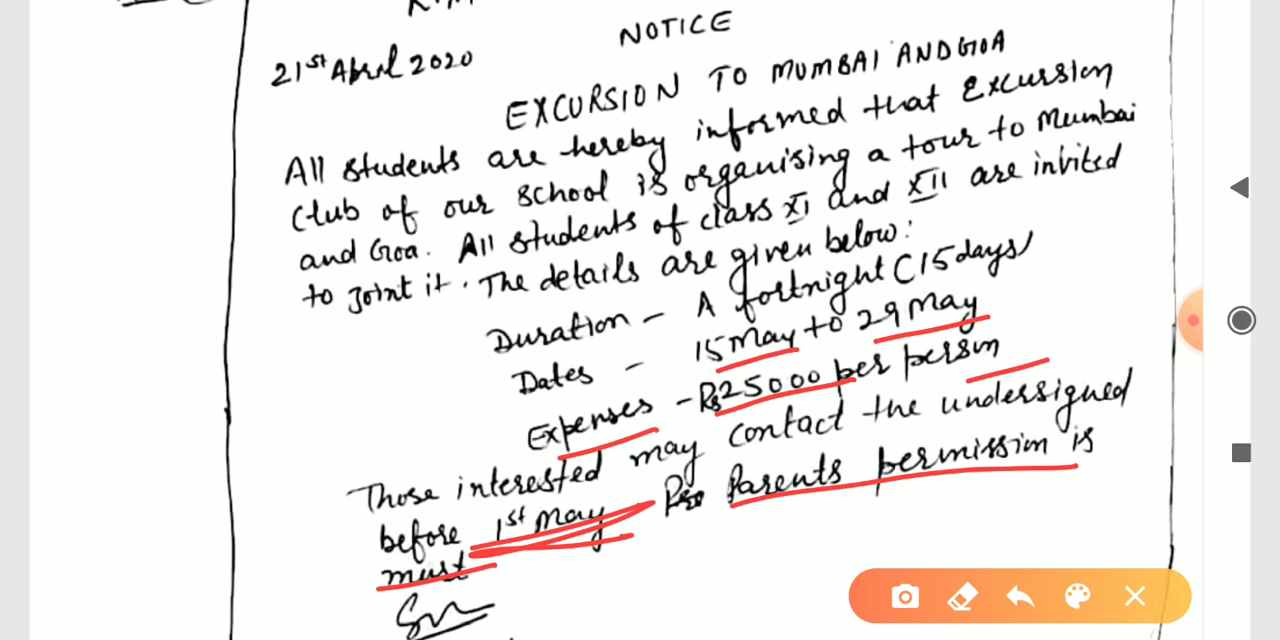 NOTICE
21st April 2020
EXCURSION TO MUMBAI AND GOA
All students are hereby informed that Excursion
Club of our school is organising a tour to Mumbai
and Goa. All students of class XI and XII are invited
to joint it. The details are given below:
Duration - A fortnight (15 days)
Dates - 15 May to 29 May
Expenses - Rs 25000 per person
Those interested may contact the undersigned
before 1st May Parents permission is
must